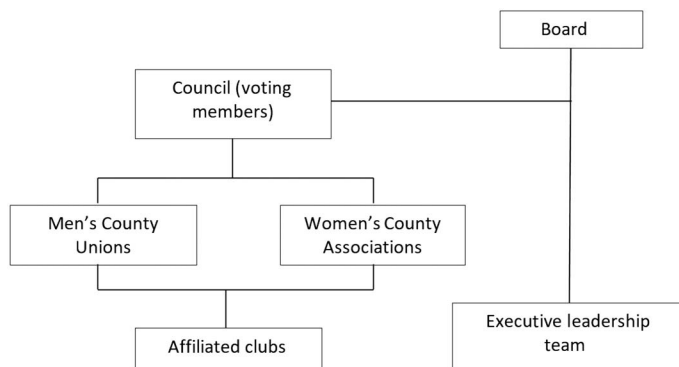 Board
Council (voting
members)
Men's County
Unions
Women's County
Associations
Executive leadership
team
Affiliated clubs